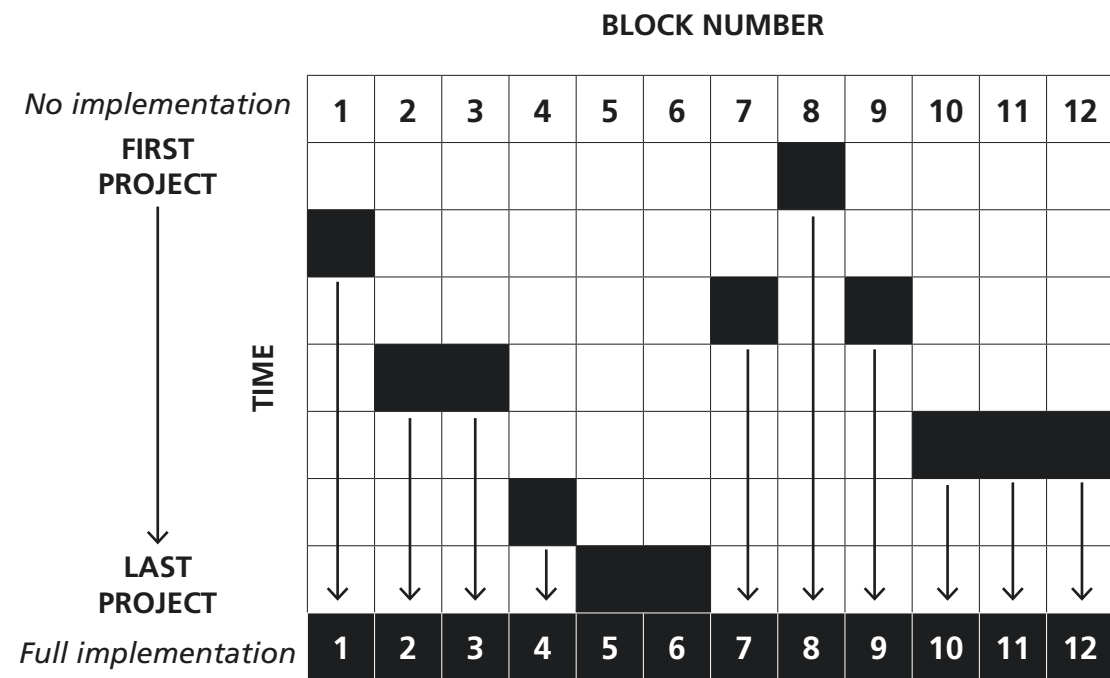 BLOCK NUMBER
No implementation 1 2 3 4 5 6 7 8 9 10 11 12
FIRST
PROJECT
TIME
LAST
PROJECT
Full implementation 1 2 3 4 5 6 7 8 9 10 11 12